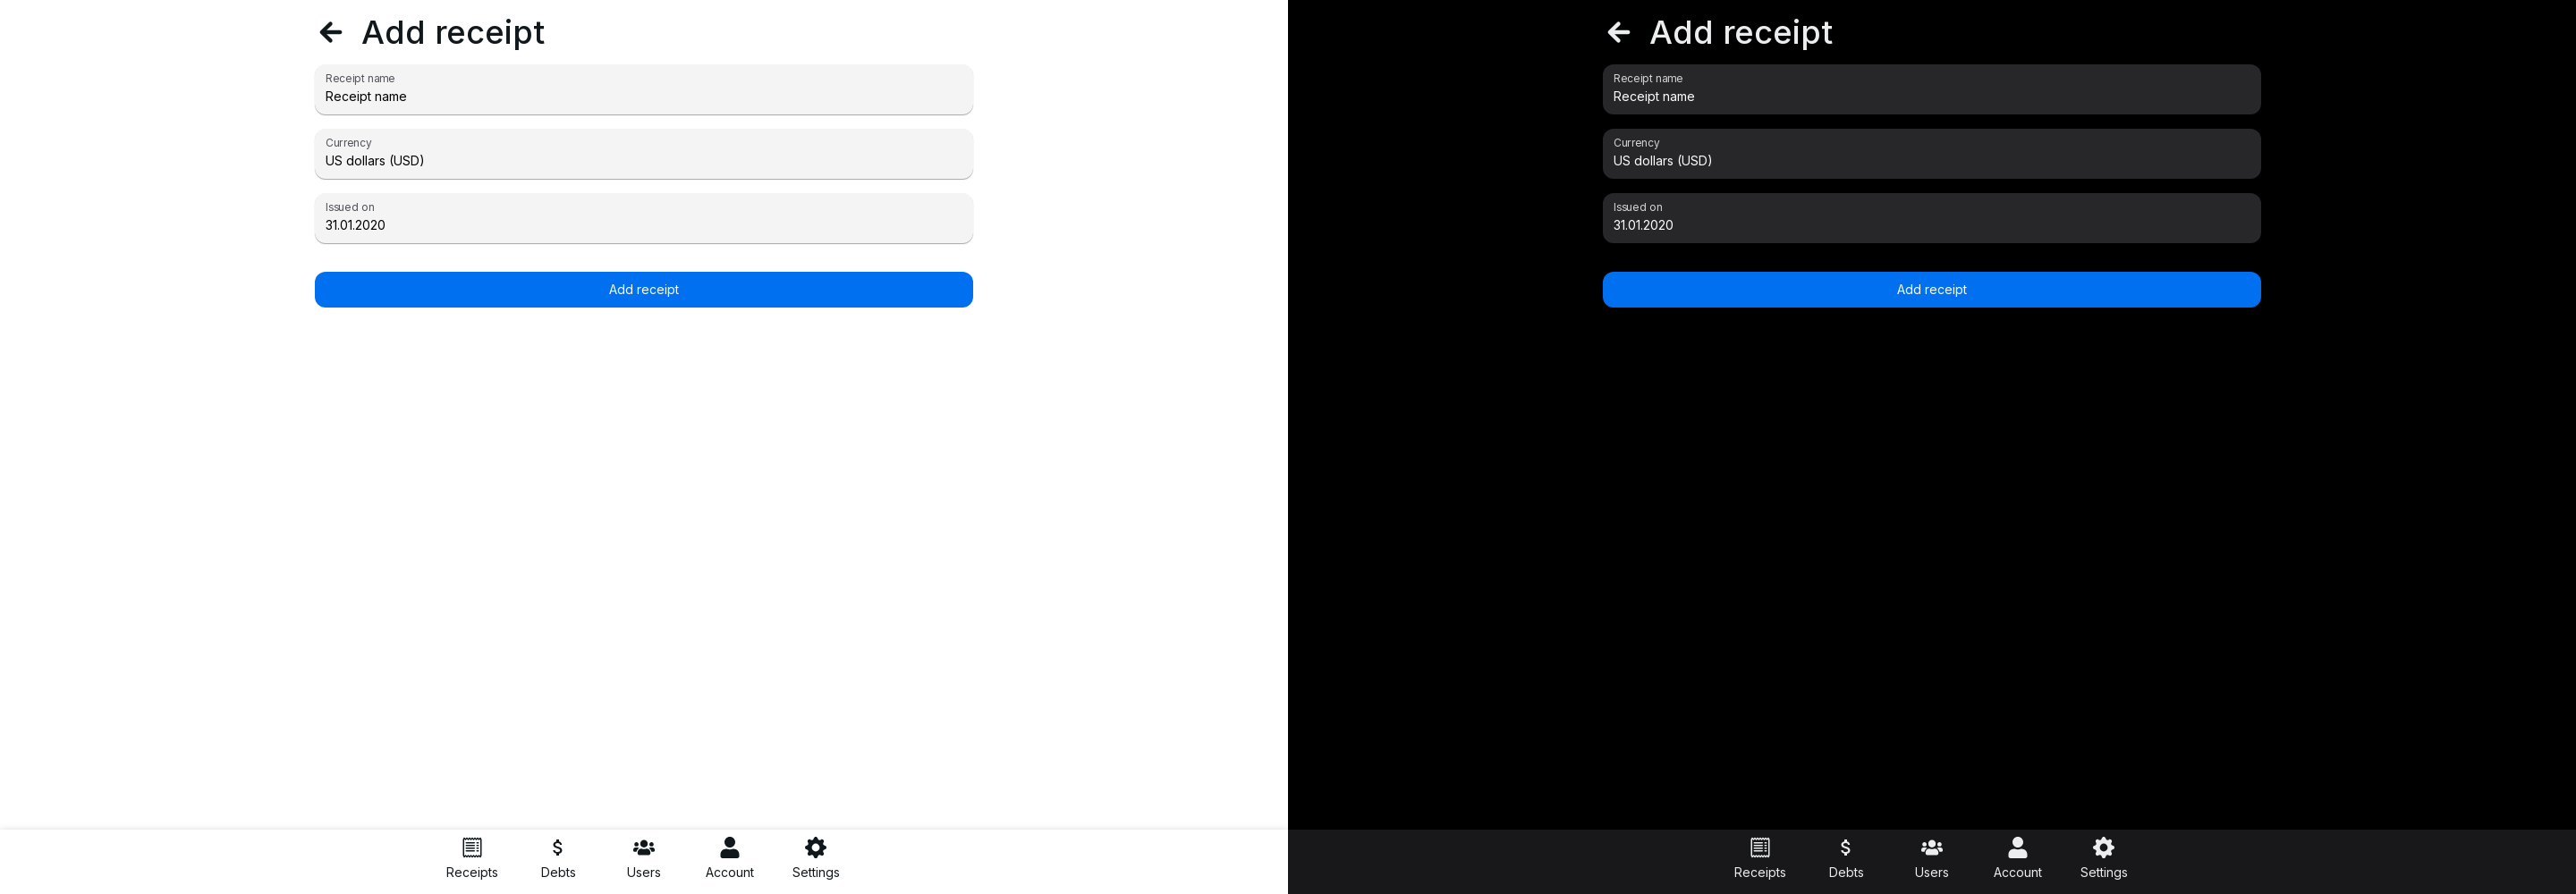 Add receipt
Receipt name
Receipt name
Currency
US dollars (USD)
Issued on
31.01.2020
Add receipt
Receipts Debts Users Account Settings
Add receipt
Receipt name
Receipt name
Currency
US dollars (USD)
Issued on
31.01.2020
Add receipt
Receipts Debts Users Account Settings